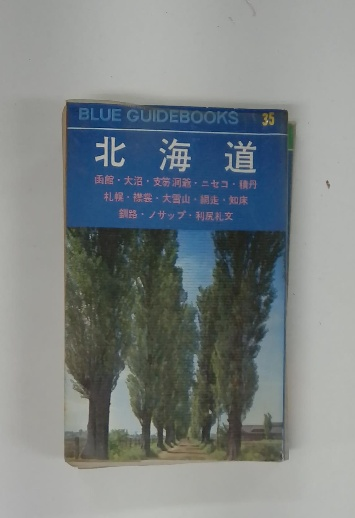 BLUE GUIDEBOOKS 35
北海道
函館・大沼・支笏洞爺・ニセコ・積丹
札幌・襟裳・大雪山・網走・知床
釧路・ノサップ・利尻礼文